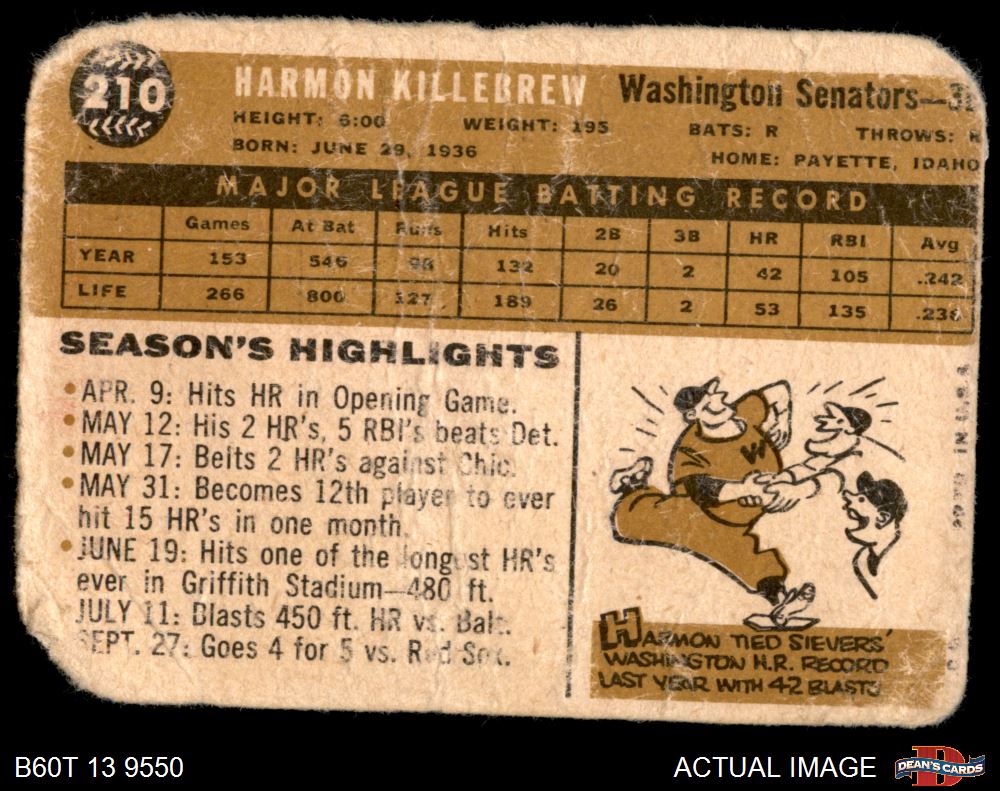 210
HARMON KILLEBREW Washington Senators—3B
HEIGHT: 6:00 WEIGHT: 195 BATS: R THROWS: R
BORN: JUNE 29, 1936 HOME: PAYETTE, IDAHO
MAJOR LEAGUE BATTING RECORD
Games At Bat Runs Hits 2B 3B HR RBI Avg
YEAR 153 546 98 132 20 2 42 105 .242
LIFE 266 800 127 189 26 2 53 135 .236
SEASON'S HIGHLIGHTS
• APR. 9: Hits HR in Opening Game.
• MAY 12: His 2 HR's, 5 RBI's beats Det.
• MAY 17: Belts 2 HR's against Chic.
• MAY 31: Becomes 12th player to ever
hit 15 HR's in one month.
• JUNE 19: Hits one of the longest HR's
ever in Griffith Stadium—480 ft.
JULY 11: Blasts 450 ft. HR vs. Balt.
SEPT. 27: Goes 4 for 5 vs. Red Sox.
W
HARMON TIED SIEVERS'
WASHINGTON H.R. RECORD
LAST YEAR WITH 42 BLASTS
IN U.S.A.
B60T 13 9550
ACTUAL IMAGE
DEAN'S CARDS